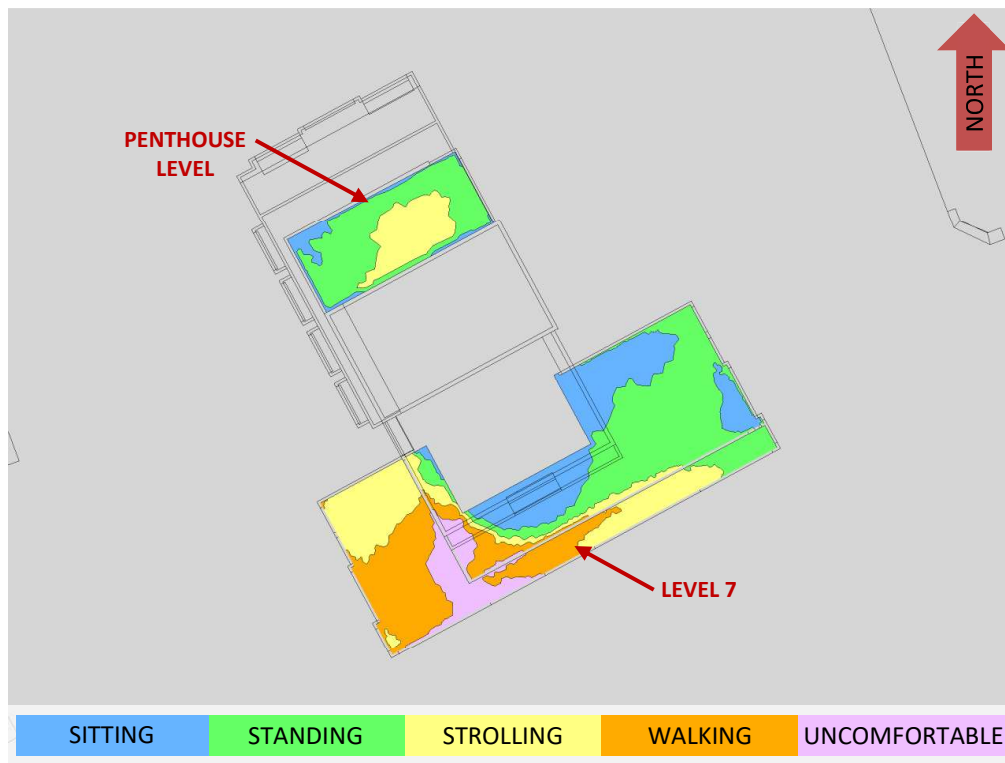 NORTH
PENTHOUSE
LEVEL
LEVEL 7
SITTING STANDING STROLLING WALKING UNCOMFORTABLE